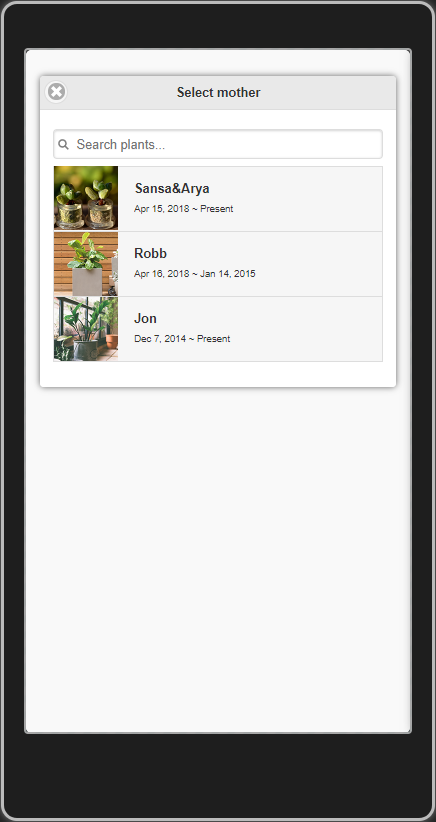 Select mother
Search plants...
Sansa&Arya
Apr 15, 2018 ~ Present
Robb
Apr 16, 2018 ~ Jan 14, 2015
Jon
Dec 7, 2014 ~ Present